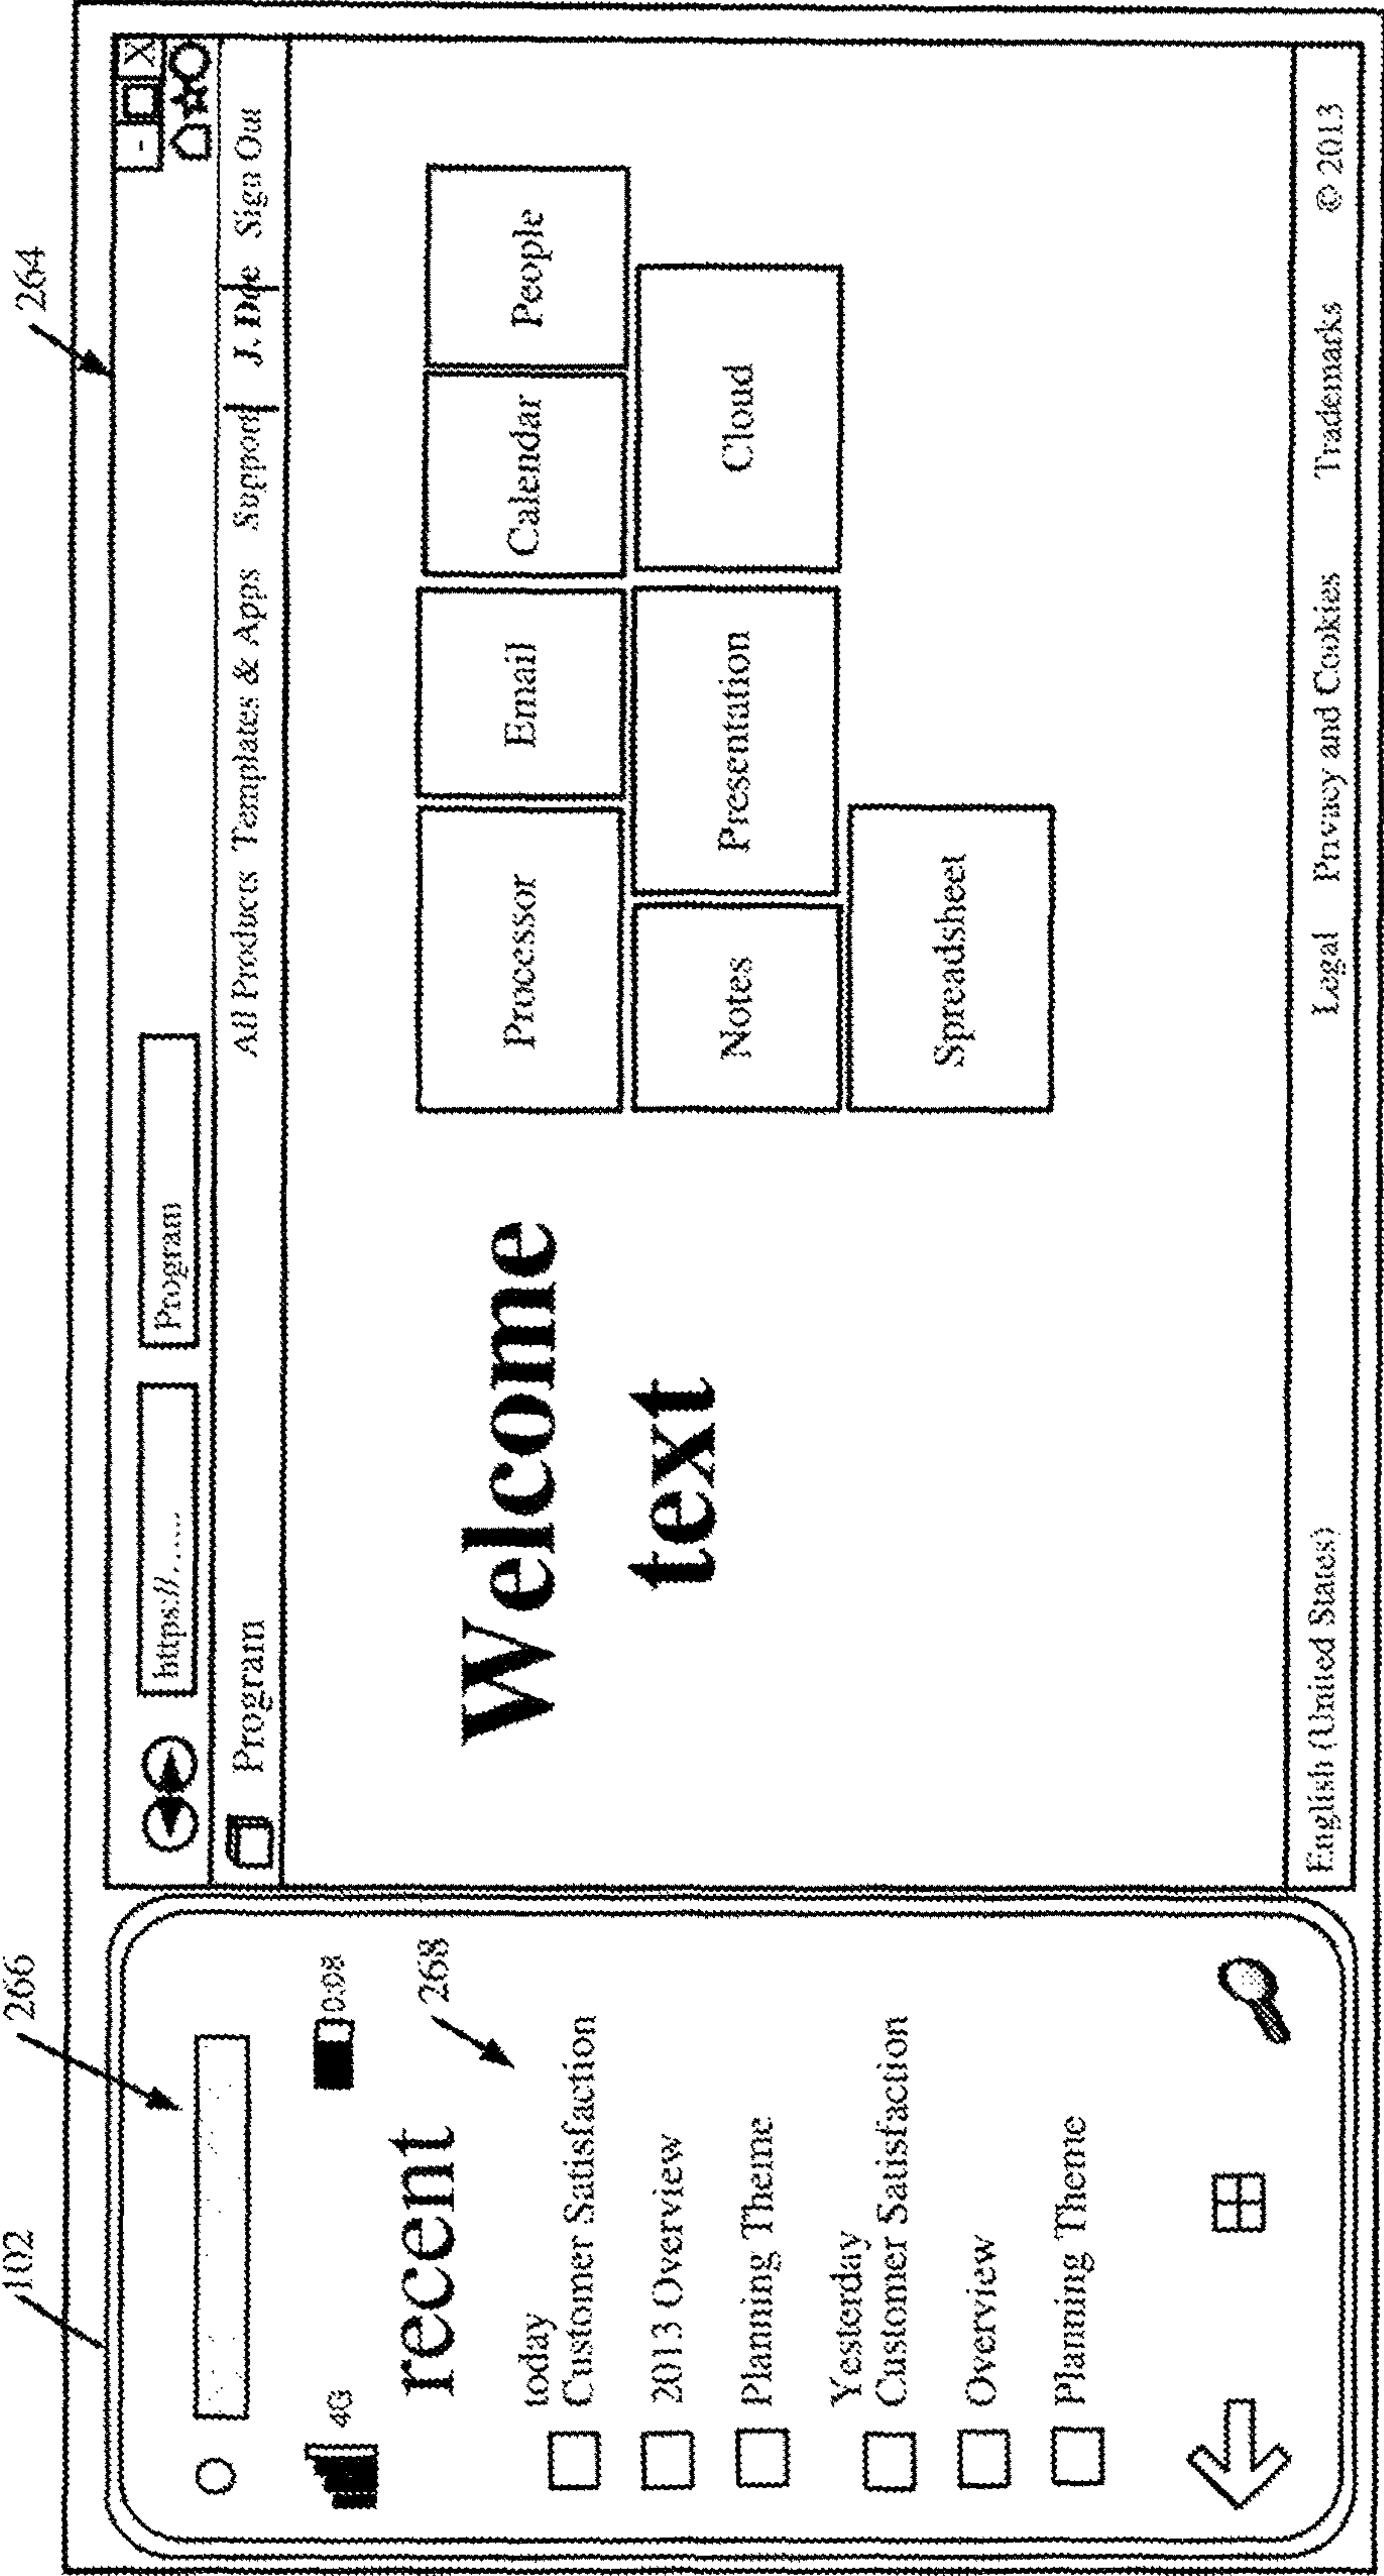 102
266
264
4G
0:08
recent
268
today
Customer Satisfaction
2013 Overview
Planning Theme
Yesterday
Customer Satisfaction
Overview
Planning Theme
https://......
Program
- X
Program
All Products Templates & Apps Support J. Doe Sign Out
Welcome
text
Processor Email Calendar People
Notes Presentation Cloud
Spreadsheet
English (United States) Legal Privacy and Cookies Trademarks © 2013